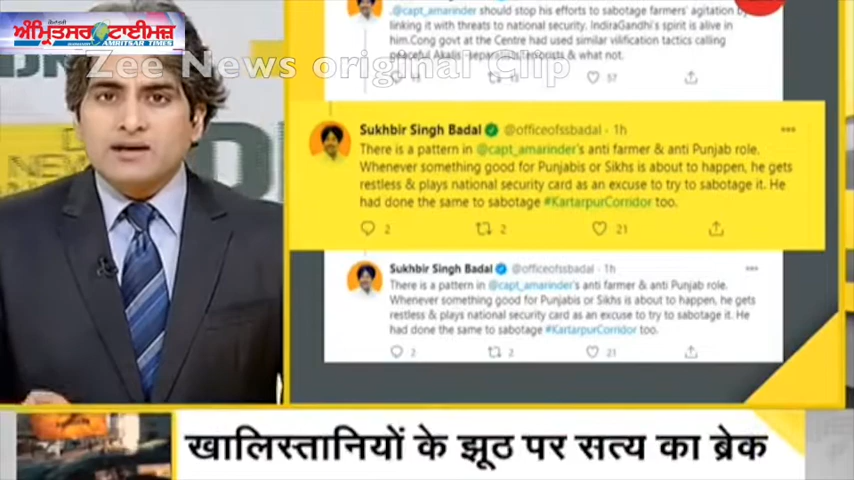 ਅੰਮ੍ਰਿਤਸਰ ਟਾਈਮਜ਼
AMRITSAR TIMES
Zee News original Clip
.@capt_amarinder should stop his efforts to sabotage farmers' agitation by
linking it with threats to national security. IndiraGandhi's spirit is alive in
him.Cong govt at the Centre had used similar vilification tactics calling
peaceful Akalis separatists/terrorists & what not.
57
Sukhbir Singh Badal @officeofssbadal · 1h
There is a pattern in @capt_amarinder's anti farmer & anti Punjab role.
Whenever something good for Punjabis or Sikhs is about to happen, he gets
restless & plays national security card as an excuse to try to sabotage it. He
had done the same to sabotage #KartarpurCorridor too.
2 2 21
Sukhbir Singh Badal @officeofssbadal · 1h
There is a pattern in @capt_amarinder's anti farmer & anti Punjab role.
Whenever something good for Punjabis or Sikhs is about to happen, he gets
restless & plays national security card as an excuse to try to sabotage it. He
had done the same to sabotage #KartarpurCorridor too.
2 2 21
खालिस्तानियों के झूठ पर सत्य का ब्रेक